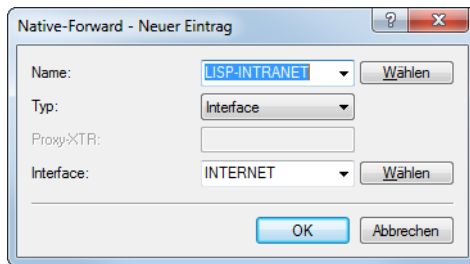 Native-Forward - Neuer Eintrag
Name: LISP-INTRANET Wählen
Typ: Interface
Proxy-XTR:
Interface: INTERNET Wählen
OK Abbrechen